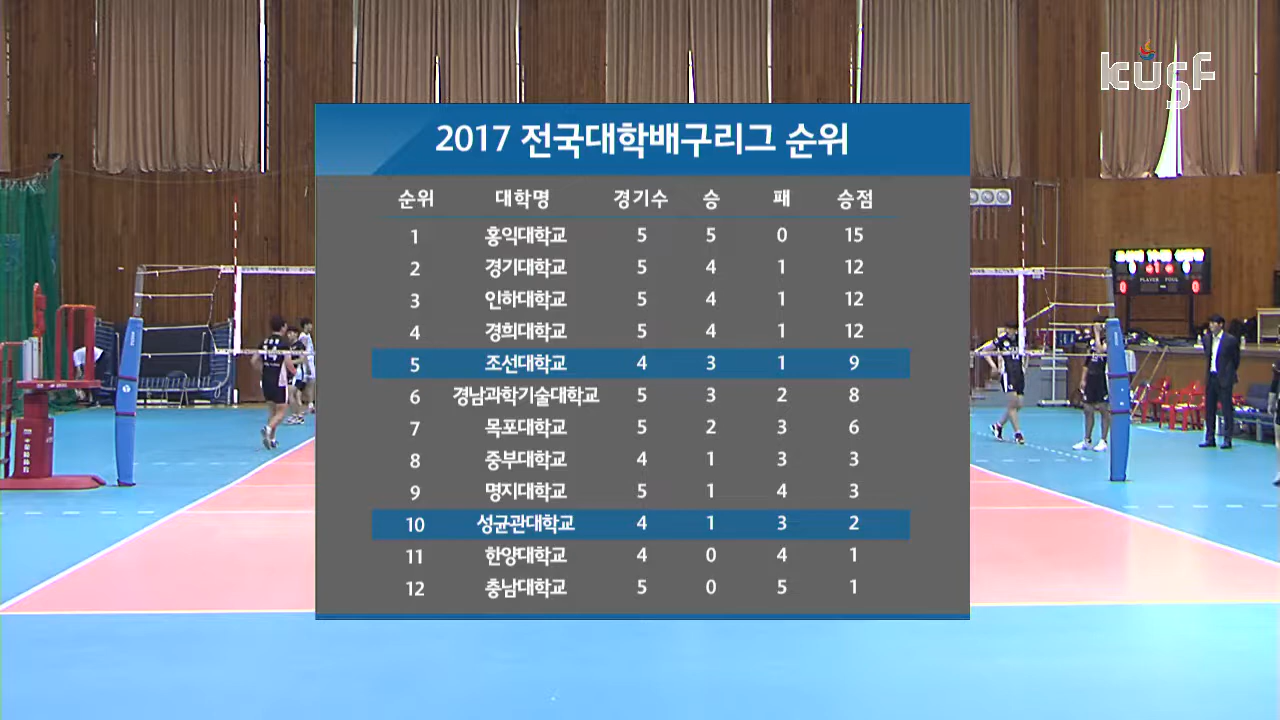 kusf
2017 전국대학배구리그 순위
순위 대학명 경기수 승 패 승점
1 홍익대학교 5 5 0 15
2 경기대학교 5 4 1 12
3 인하대학교 5 4 1 12
4 경희대학교 5 4 1 12
5 조선대학교 4 3 1 9
6 경남과학기술대학교 5 3 2 8
7 목포대학교 5 2 3 6
8 중부대학교 4 1 3 3
9 명지대학교 5 1 4 3
10 성균관대학교 4 1 3 2
11 한양대학교 4 0 4 1
12 충남대학교 5 0 5 1